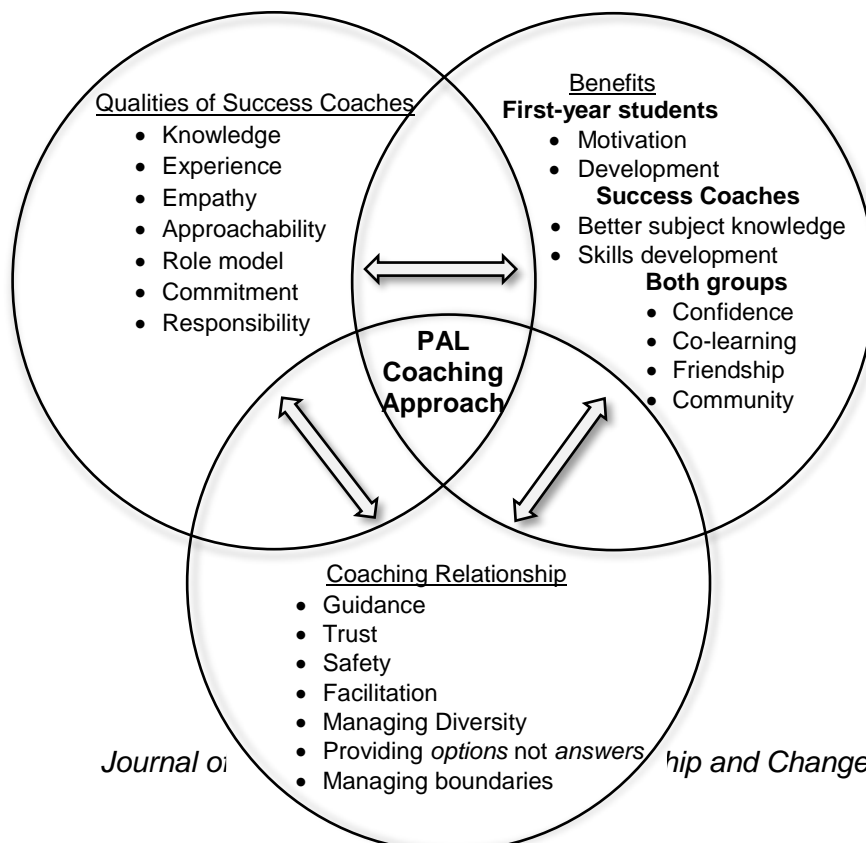 Qualities of Success Coaches
• Knowledge
• Experience
• Empathy
• Approachability
• Role model
• Commitment
• Responsibility
Benefits
First-year students
• Motivation
• Development
Success Coaches
• Better subject knowledge
• Skills development
Both groups
• Confidence
• Co-learning
• Friendship
• Community
PAL
Coaching
Approach
Coaching Relationship
• Guidance
• Trust
• Safety
• Facilitation
• Managing Diversity
• Providing options not answers
• Managing boundaries
Journal of hip and Change